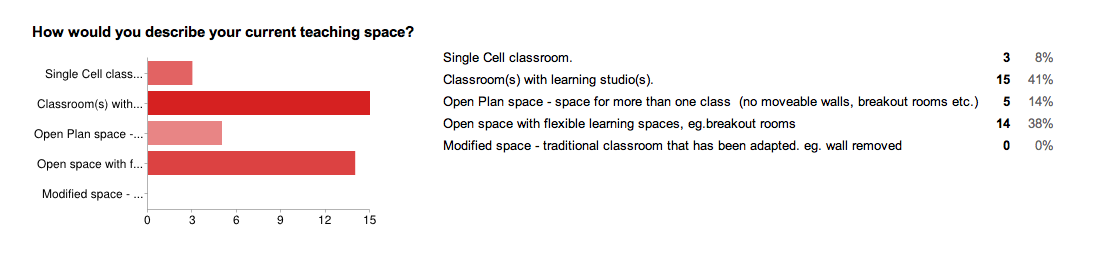 How would you describe your current teaching space?
Single Cell class...
Classroom(s) with...
Open Plan space -...
Open space with f...
Modified space - ...
0 3 6 9 12 15
Single Cell classroom. 3 8%
Classroom(s) with learning studio(s). 15 41%
Open Plan space - space for more than one class (no moveable walls, breakout rooms etc.) 5 14%
Open space with flexible learning spaces, eg.breakout rooms 14 38%
Modified space - traditional classroom that has been adapted. eg. wall removed 0 0%